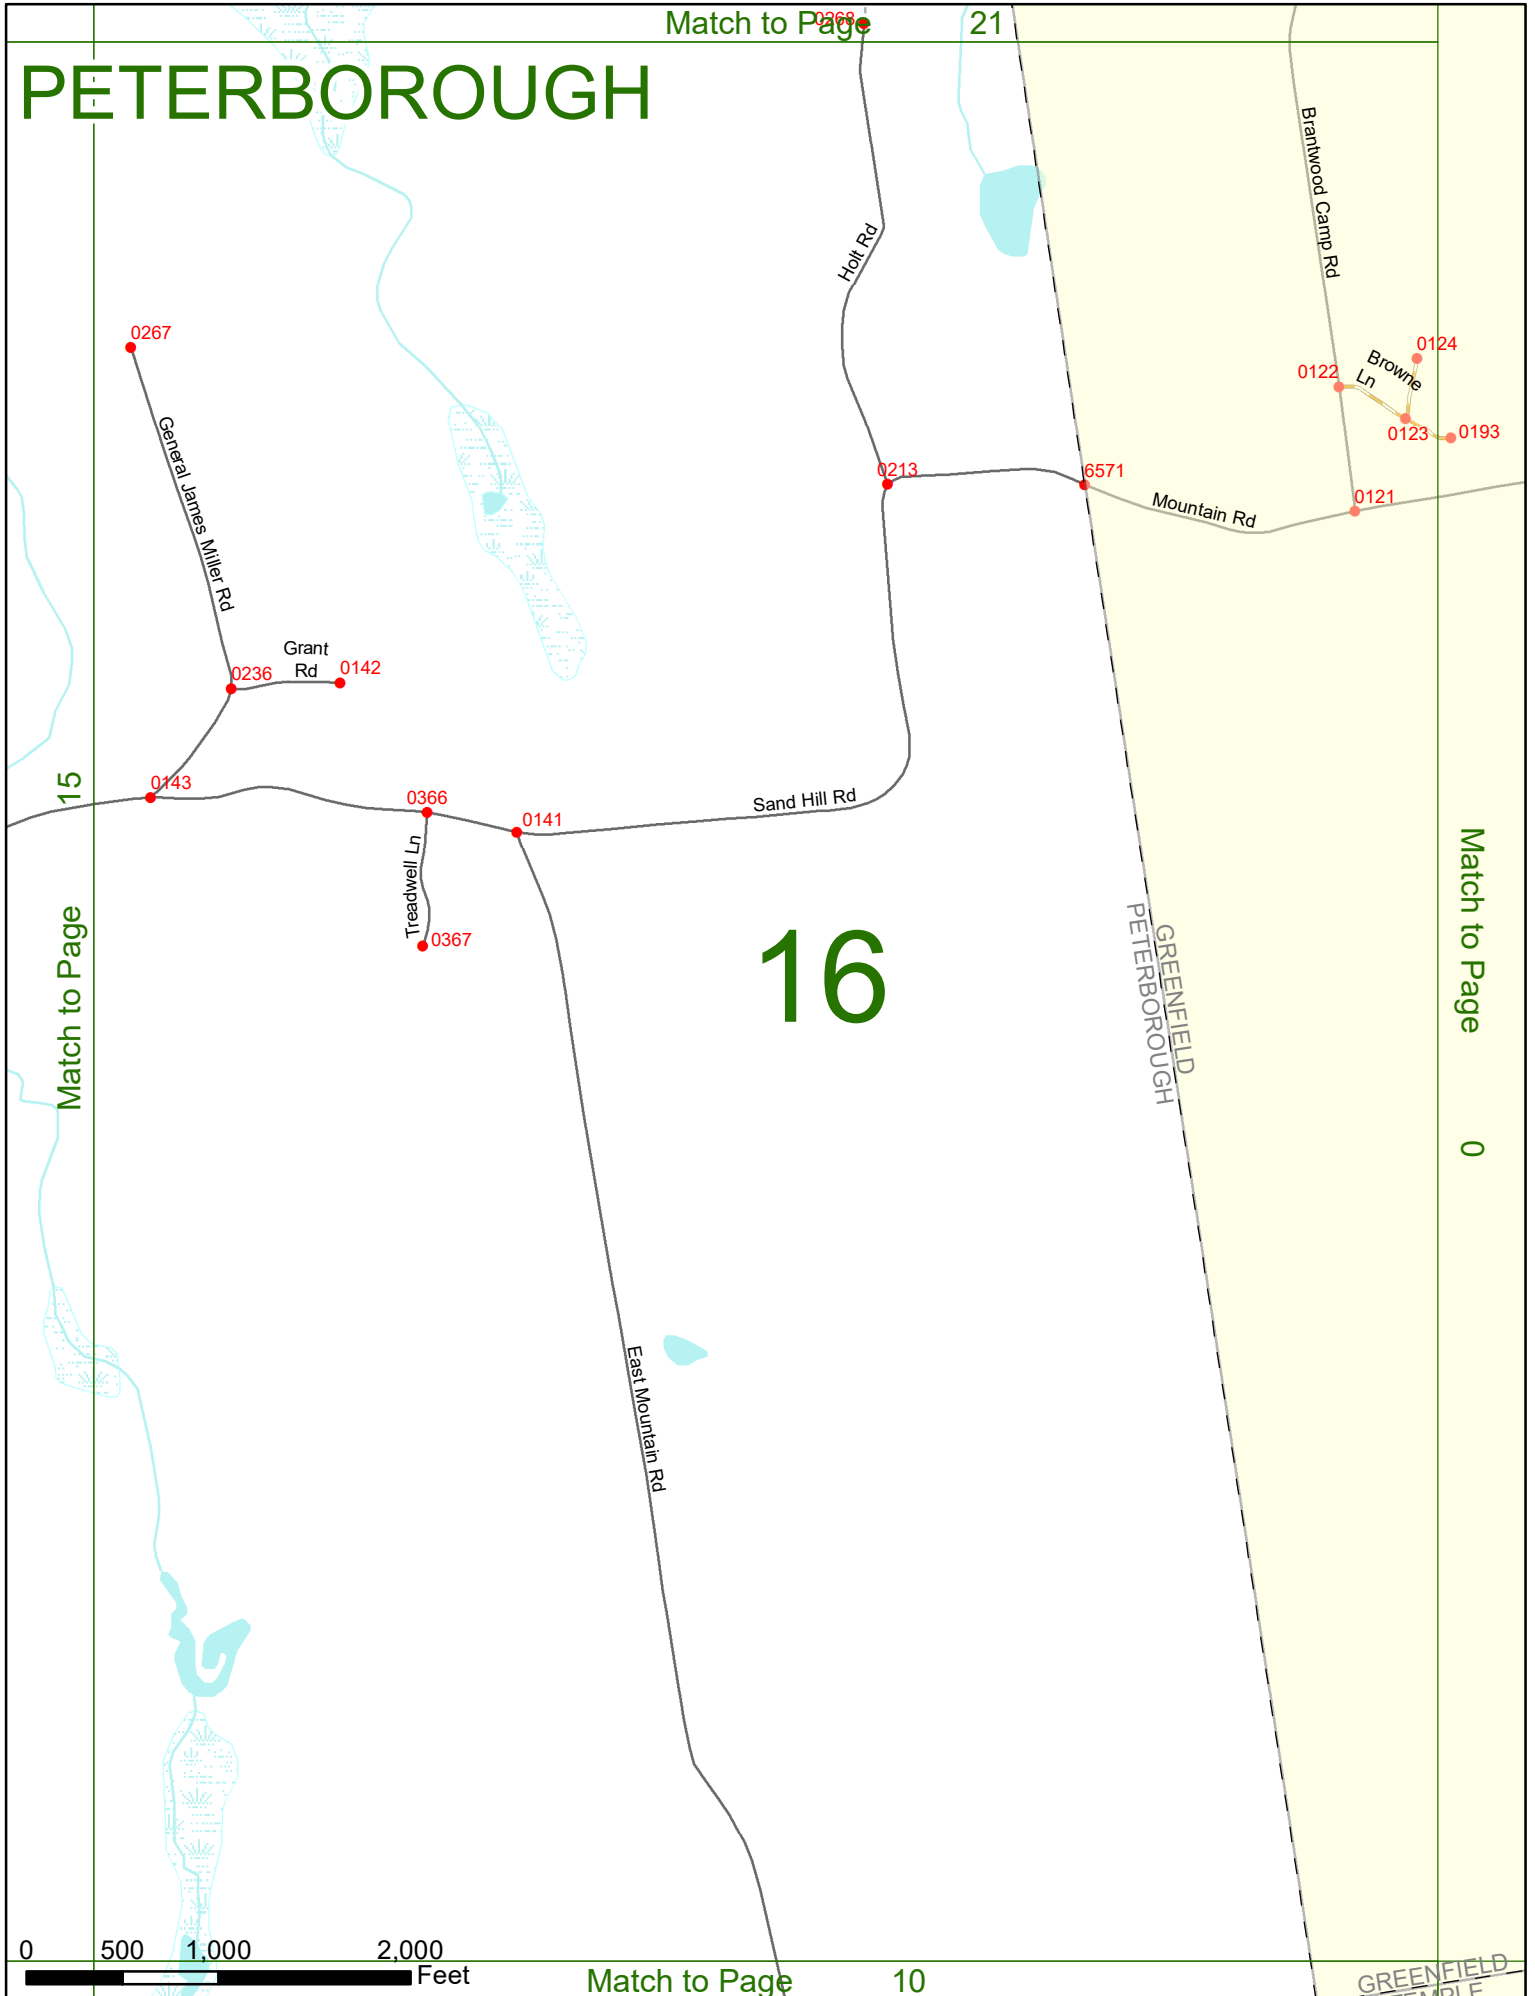 Match to Page 21
0268
PETERBOROUGH
Brantwood Camp Rd
Holt Rd
0267
0124
Browne
Ln
0122
0123
0193
General James Miller Rd
0213
6571
0121
Mountain Rd
Grant
Rd
0236
0142
0143
15
Match to Page
0366
0141
Sand Hill Rd
Treadwell Ln
0367
16
GREENFIELD
PETERBOROUGH
Match to Page 0
East Mountain Rd
0 500 1,000 2,000
Feet
Match to Page 10
GREENFIELD
TEMPLE